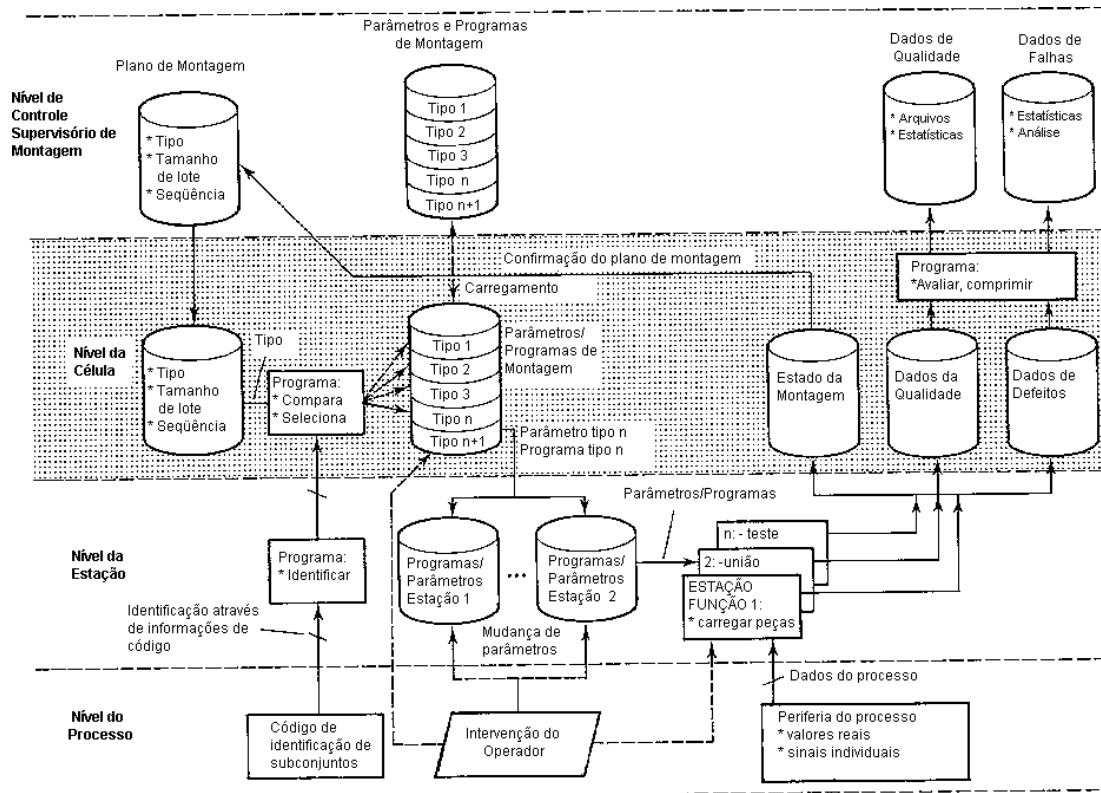 Parâmetros e Programas
de Montagem
Dados de
Qualidade
Dados de
Falhas
Plano de Montagem
Nível de
Controle
Supervisório de
Montagem
* Tipo
* Tamanho
de lote
* Seqüência
Tipo 1
Tipo 2
Tipo 3
Tipo n
Tipo n+1
* Arquivos
* Estatísticas
* Estatísticas
* Análise
Confirmação do plano de montagem
Programa:
*Avaliar, comprimir
Carregamento
Nível da
Célula
* Tipo
* Tamanho
de lote
* Seqüência
Tipo
Programa:
* Compara
* Seleciona
Tipo 1
Tipo 2
Tipo 3
Tipo n
Tipo n+1
Parâmetros/
Programas de
Montagem
Estado da
Montagem
Dados da
Qualidade
Dados de
Defeitos
Parâmetro tipo n
Programa tipo n
Nível da
Estação
Programa:
* Identificar
Identificação através
de informações de
código
Programas/
Parâmetros
Estação 1
...
Programas/
Parâmetros
Estação 2
Parâmetros/Programas
n: - teste
2: -união
ESTAÇÃO
FUNÇÃO 1:
* carregar peças
Mudança de
parâmetros
Dados do processo
Nível do
Processo
Código de
identificação de
subconjuntos
Intervenção do
Operador
Periferia do processo
* valores reais
* sinais individuais